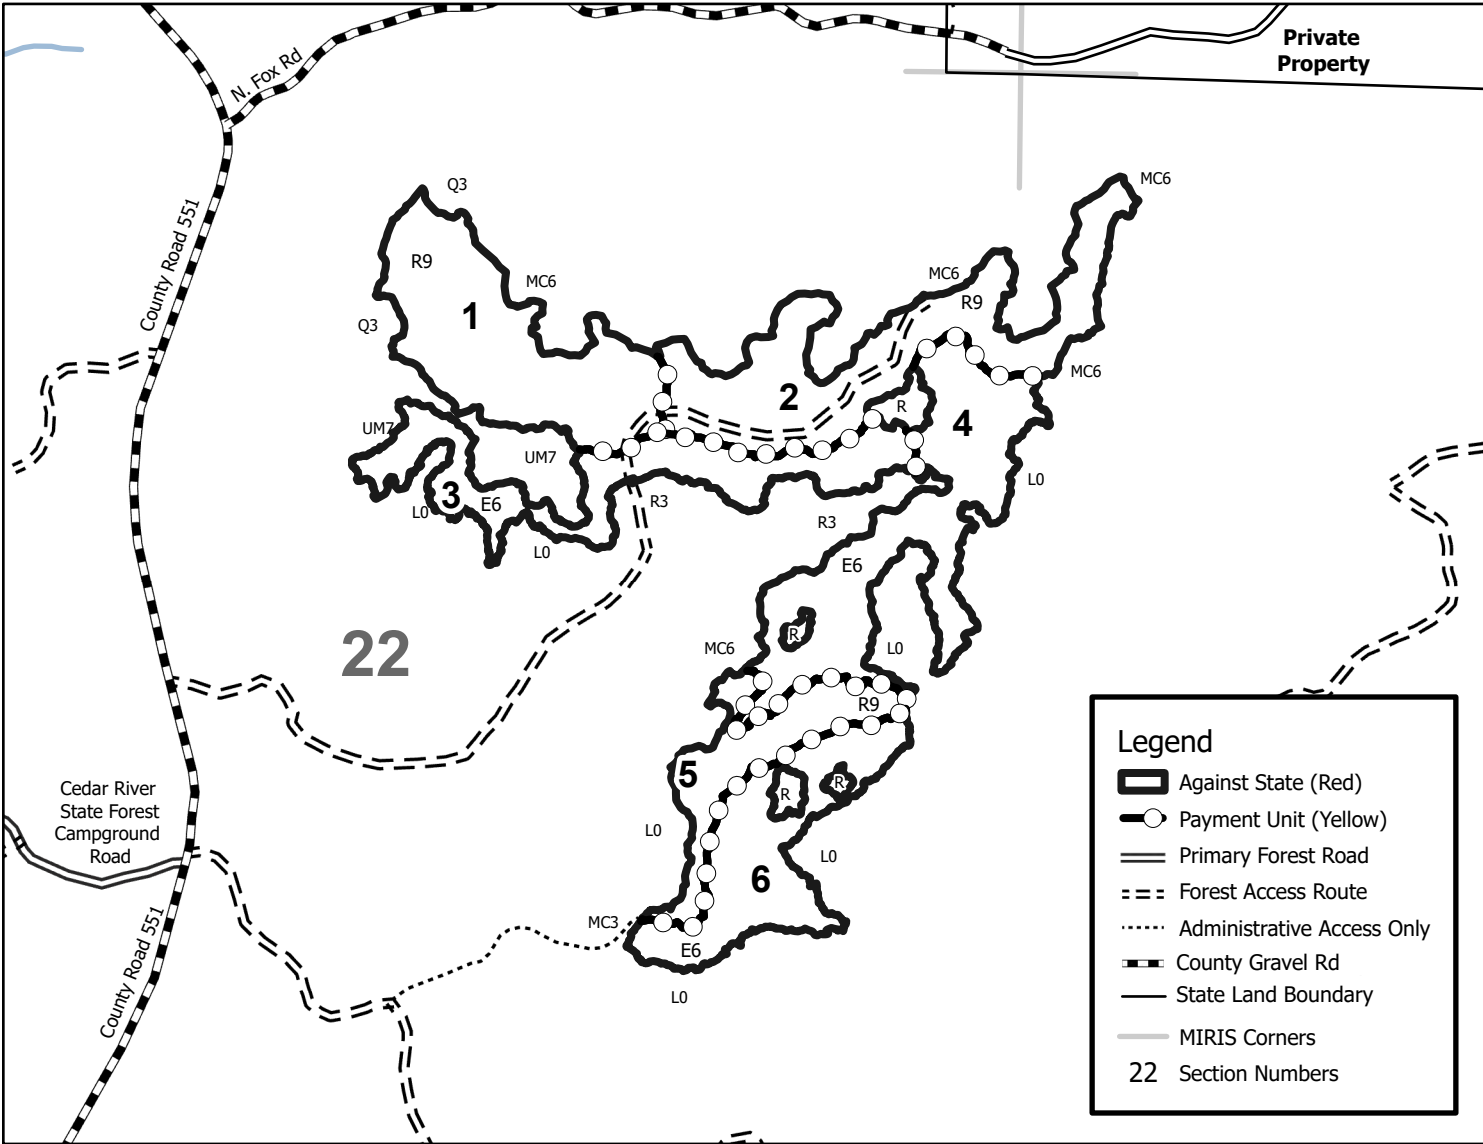 Private
Property
N. Fox Rd
Q3
MC6
County Road 551
R9
MC6
MC6
R9
1
Q3
MC6
2
R
4
UM7
UM7
L0
3
E6
L0
R3
R3
L0
E6
22
R
MC6
L0
R9
5
R
R
Cedar River
State Forest
Campground
Road
L0
L0
6
MC3
E6
L0
County Road 551
Legend
Against State (Red)
Payment Unit (Yellow)
Primary Forest Road
Forest Access Route
Administrative Access Only
County Gravel Rd
State Land Boundary
MIRIS Corners
22 Section Numbers